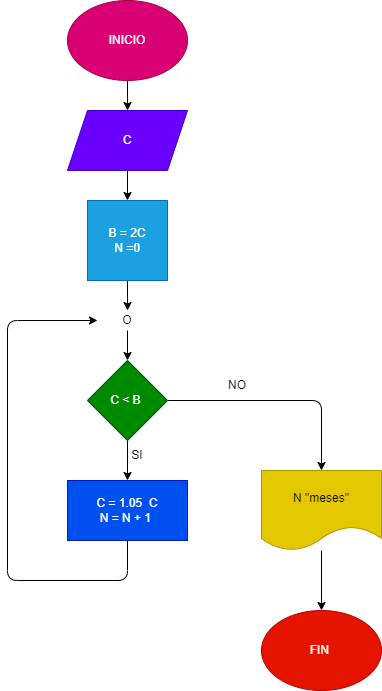 INICIO
C
B = 2C
N =0
O
C < B
NO
SI
C = 1.05  C
N = N + 1
N "meses"
FIN